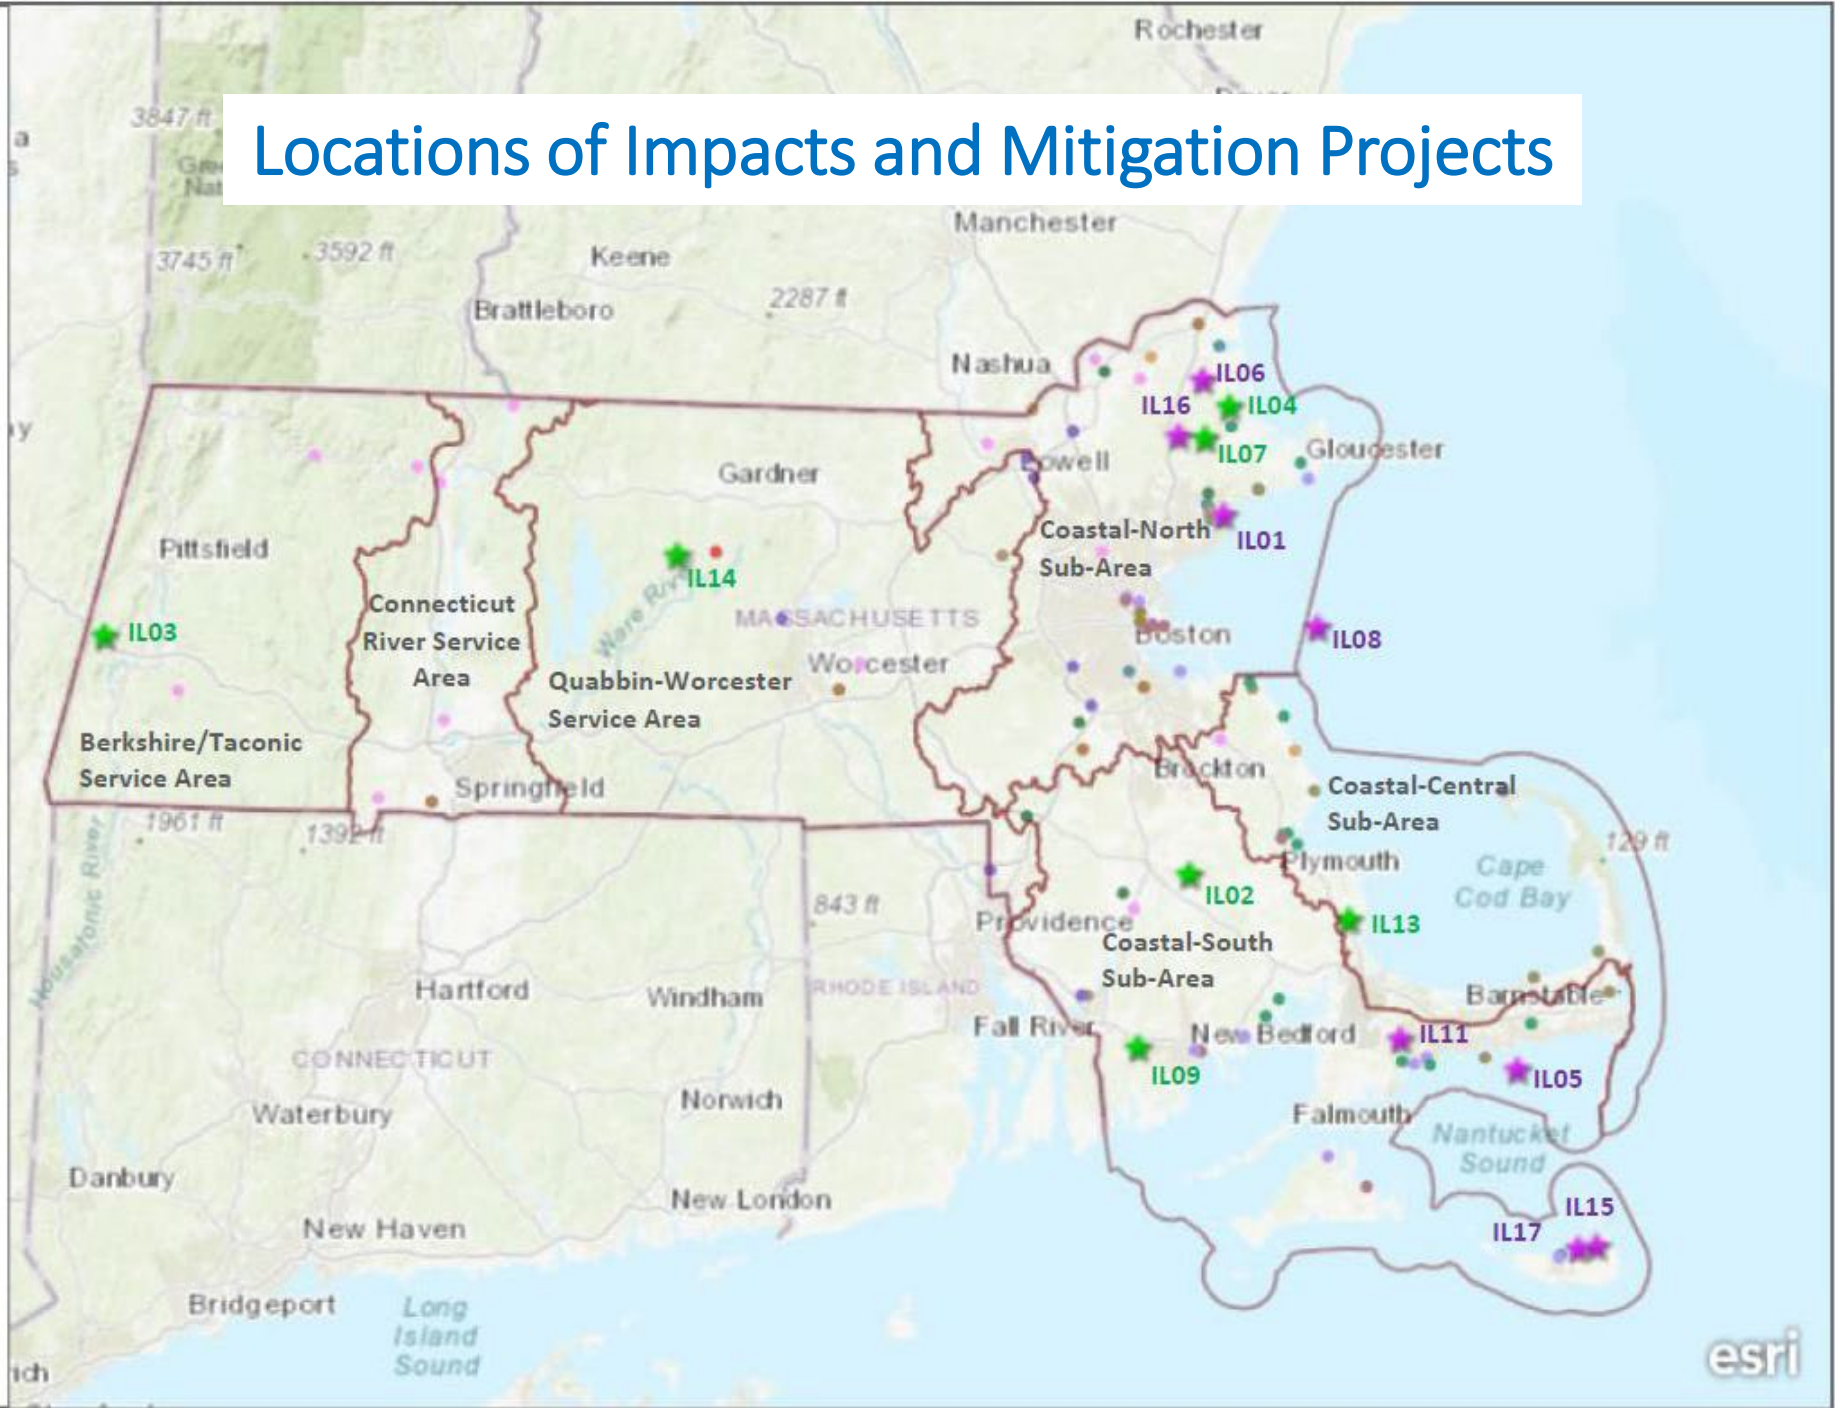 Rochester
3847 ft
Locations of Impacts and Mitigation Projects
Manchester
3745 ft
3592 ft
Keene
2287 ft
Brattleboro
Nashua
IL06
IL16
IL04
Gloucester
IL07
Lowell
Gardner
Coastal-North
Sub-Area
IL01
Pittsfield
IL14
Connecticut
River Service
Area
Ware River
MASSACHUSETTS
IL03
Boston
IL08
Worcester
Quabbin-Worcester
Service Area
Berkshire/Taconic
Service Area
Springfield
Brockton
Coastal-Central
Sub-Area
1961 ft
1392 ft
129 ft
Plymouth
Cape
Cod Bay
Housatonic River
843 ft
IL02
Providence
IL13
Coastal-South
Sub-Area
Hartford
Windham
RHODE ISLAND
Barnstable
Fall River
New Bedford
IL11
CONNECTICUT
IL09
IL05
Waterbury
Norwich
Falmouth
Nantucket
Sound
Danbury
New London
IL15
New Haven
IL17
Bridgeport
Long
Island
Sound
esri